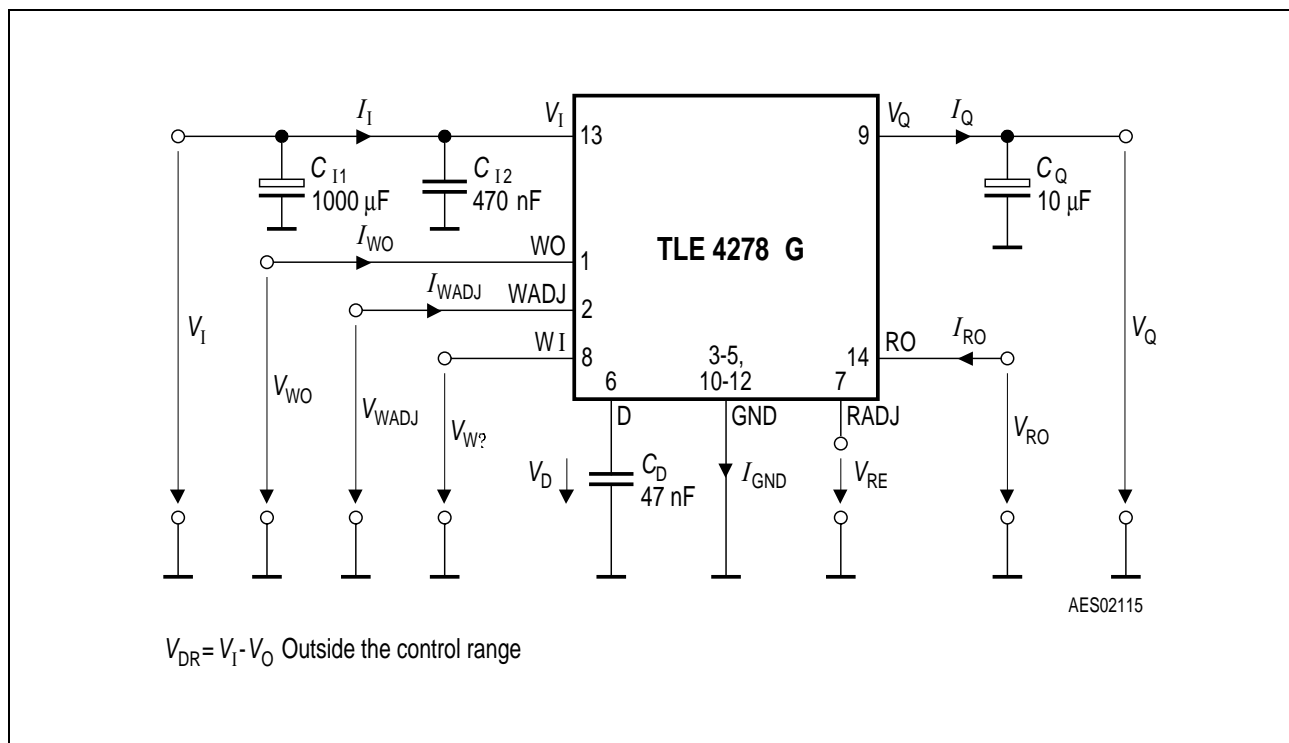 I_I V_I V_Q I_Q
13 9
C_I1 C_I2 C_Q
1000 µF 470 nF 10 µF
I_WO WO TLE 4278 G
1
I_WADJ WADJ
2
V_I WI 3-5, RO I_RO V_Q
8 10-12 14
6 7
V_WO V_WADJ V_W? D GND RADJ V_RO
V_D C_D I_GND V_RE
47 nF
AES02115
V_DR = V_I - V_O Outside the control range